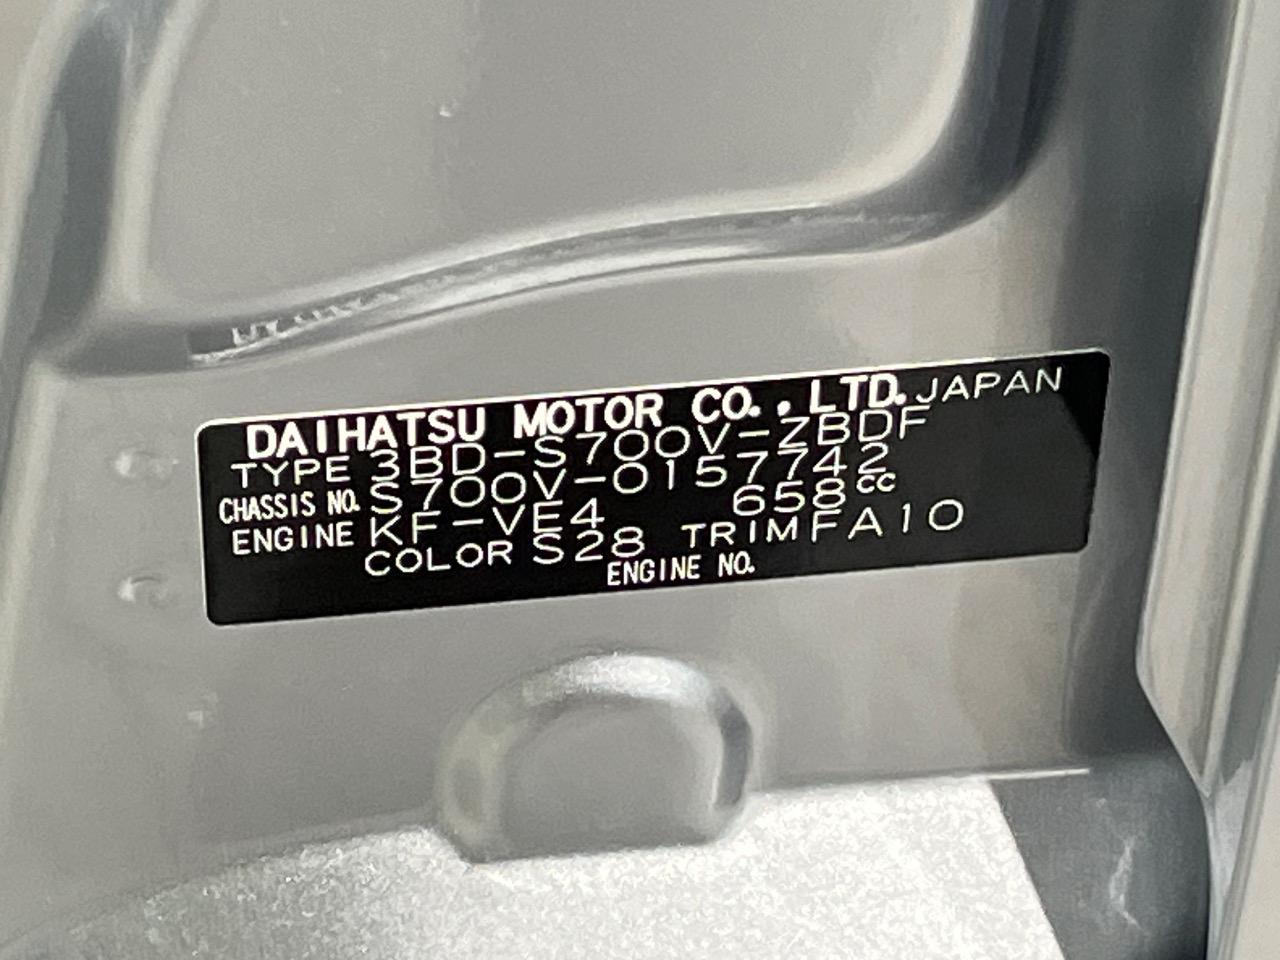 DAIHATSU MOTOR CO., LTD. JAPAN
TYPE 3BD-S700V-ZBDF
CHASSIS NO. S700V-0157742
ENGINE KF-VE4 658cc
COLOR S28 TRIM FA10
ENGINE NO.